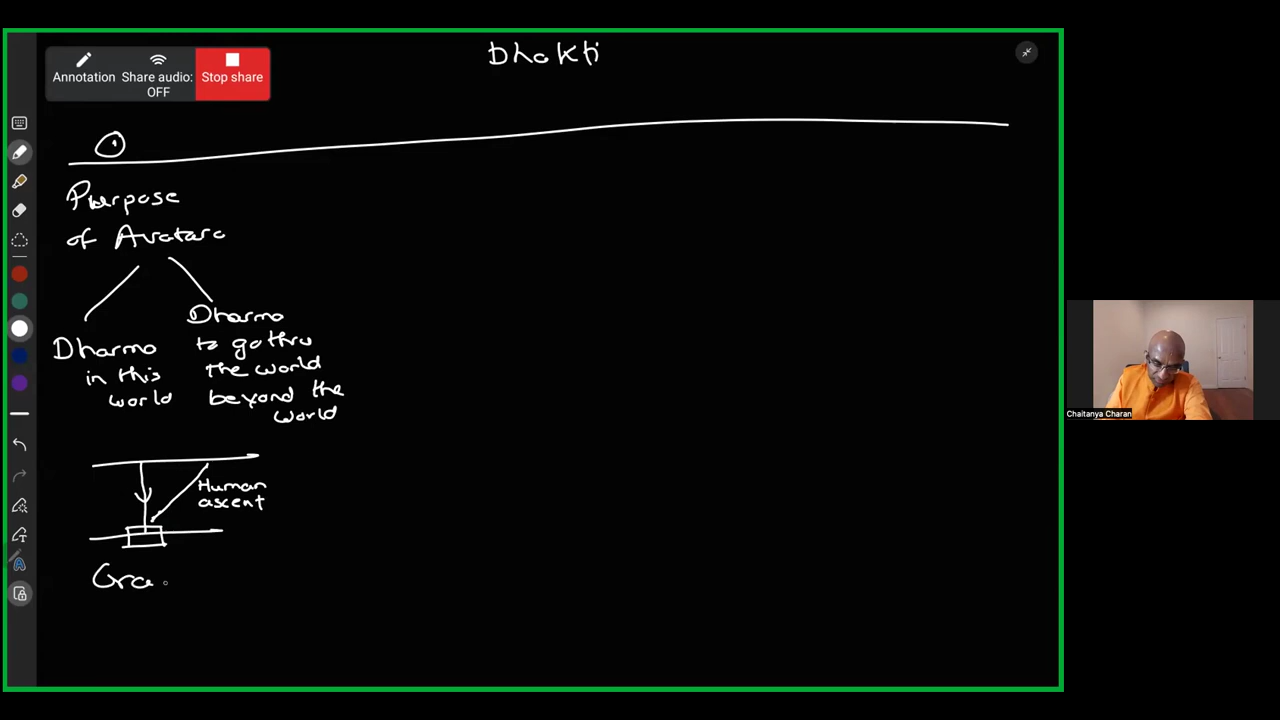 Bhakti
Annotation
Share audio:
OFF
Stop share
Purpose
of Avatara
Dharma
in this
world
Dharma
to go thru
the world
beyond the
world
Human
ascent
Gra
Chaitanya Charan